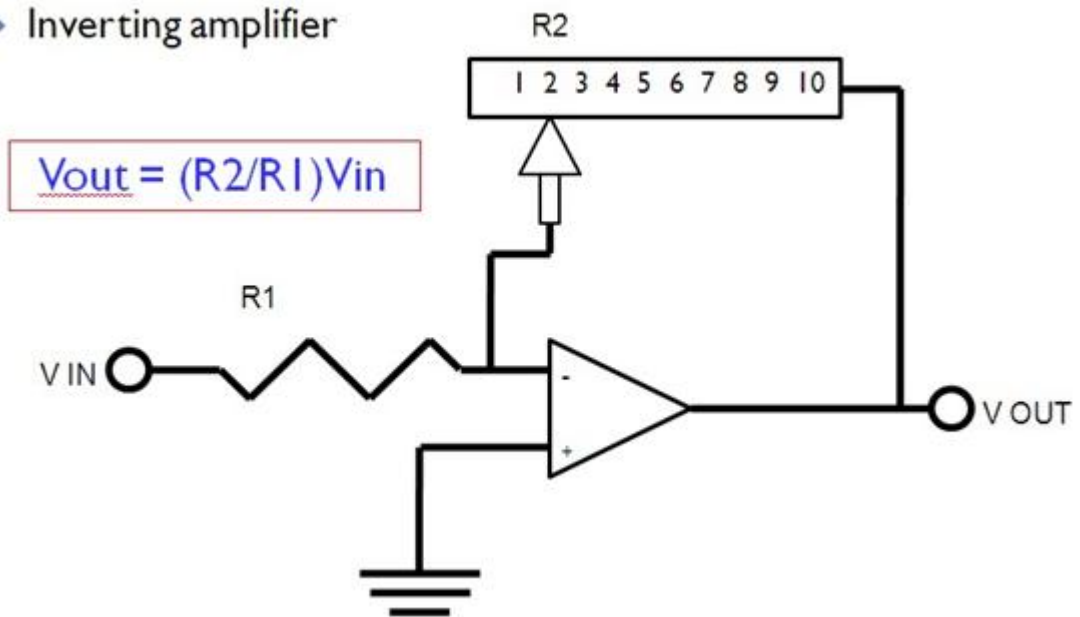 Inverting amplifier
R2
1 2 3 4 5 6 7 8 9 10
Vout = (R2/R1)Vin
R1
V IN
-
+
V OUT